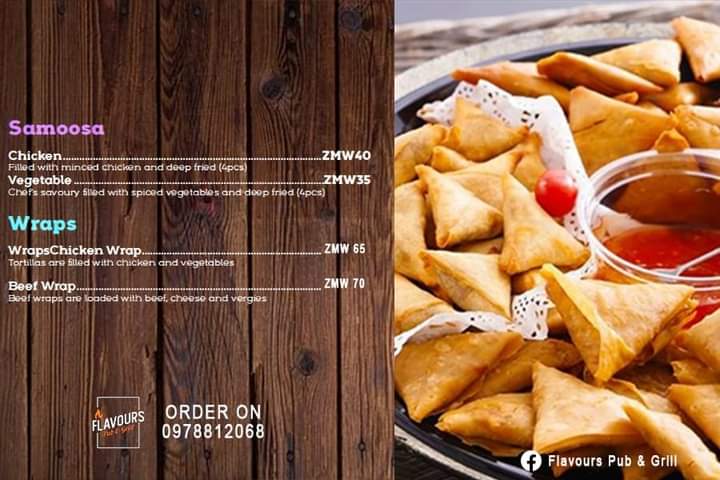 Samoosa
Chicken............ZMW40
Filled with minced chicken and deep fried (4pcs)
Vegetable............ZMW35
Chef's savoury filled with spiced vegetables and deep fried (4pcs)
Wraps
WrapsChicken Wrap............ZMW 65
Tortillas are filled with chicken and vegetables
Beef Wrap............ZMW 70
Beef wraps are loaded with beef, cheese and vergies
FLAVOURS
Pub & Grill
ORDER ON
0978812068
Flavours Pub & Grill